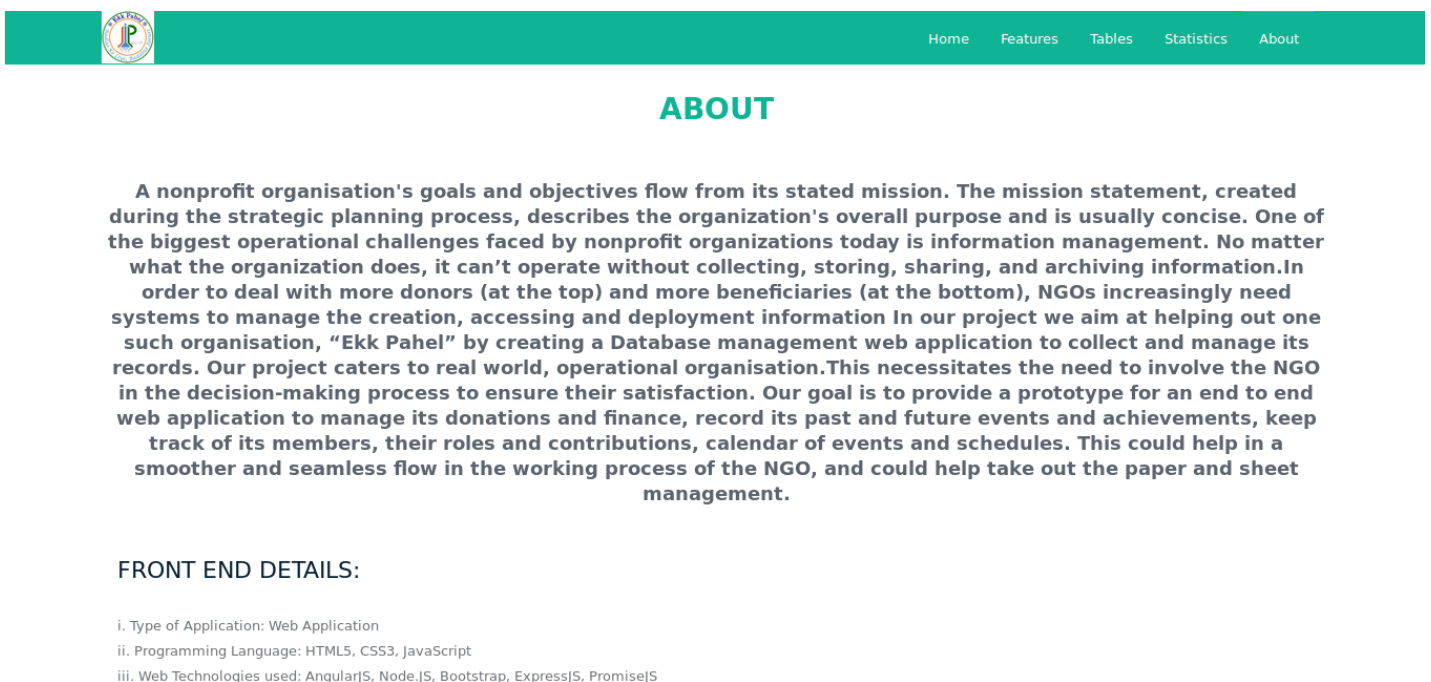 Ekk Pahel
Home Features Tables Statistics About
ABOUT
A nonprofit organisation's goals and objectives flow from its stated mission. The mission statement, created
during the strategic planning process, describes the organization's overall purpose and is usually concise. One of
the biggest operational challenges faced by nonprofit organizations today is information management. No matter
what the organization does, it can’t operate without collecting, storing, sharing, and archiving information.In
order to deal with more donors (at the top) and more beneficiaries (at the bottom), NGOs increasingly need
systems to manage the creation, accessing and deployment information In our project we aim at helping out one
such organisation, “Ekk Pahel” by creating a Database management web application to collect and manage its
records. Our project caters to real world, operational organisation.This necessitates the need to involve the NGO
in the decision-making process to ensure their satisfaction. Our goal is to provide a prototype for an end to end
web application to manage its donations and finance, record its past and future events and achievements, keep
track of its members, their roles and contributions, calendar of events and schedules. This could help in a
smoother and seamless flow in the working process of the NGO, and could help take out the paper and sheet
management.
FRONT END DETAILS:
i. Type of Application: Web Application
ii. Programming Language: HTML5, CSS3, JavaScript
iii. Web Technologies used: AngularJS, Node.JS, Bootstrap, ExpressJS, PromiseJS